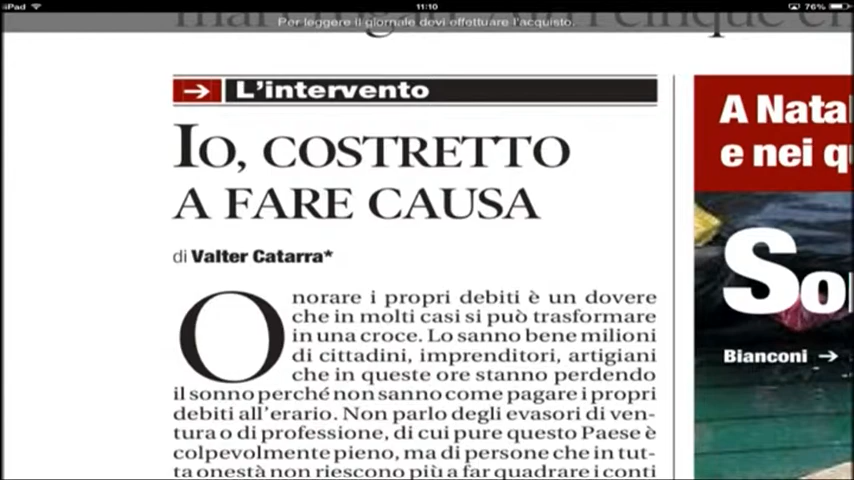 iPad
11:10
76%
Per leggere il giornale devi effettuare l'acquisto.
L'intervento
Io, COSTRETTO
A FARE CAUSA
di Valter Catarra*
Onorare i propri debiti è un dovere
che in molti casi si può trasformare
in una croce. Lo sanno bene milioni
di cittadini, imprenditori, artigiani
che in queste ore stanno perdendo
il sonno perché non sanno come pagare i propri
debiti all'erario. Non parlo degli evasori di ven-
tura o di professione, di cui pure questo Paese è
colpevolmente pieno, ma di persone che in tut-
ta onestà non riescono più a far quadrare i conti
A Nata
e nei q
So
Bianconi →